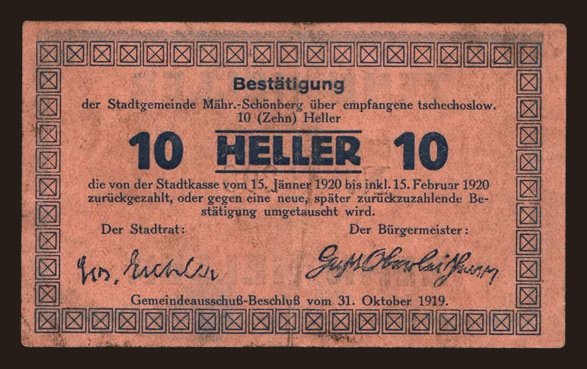 Bestätigung
der Stadtgemeinde Mähr.-Schönberg über empfangene tschechoslow.
10 (Zehn) Heller
10 HELLER 10
die von der Stadtkasse vom 15. Jänner 1920 bis inkl. 15. Februar 1920
zurückgezahlt, oder gegen eine neue, später zurückzuzahlende Be-
stätigung umgetauscht wird.
Der Stadtrat: Der Bürgermeister:
Jos. Eichler
Gemeindeausschuß-Beschluß vom 31. Oktober 1919.